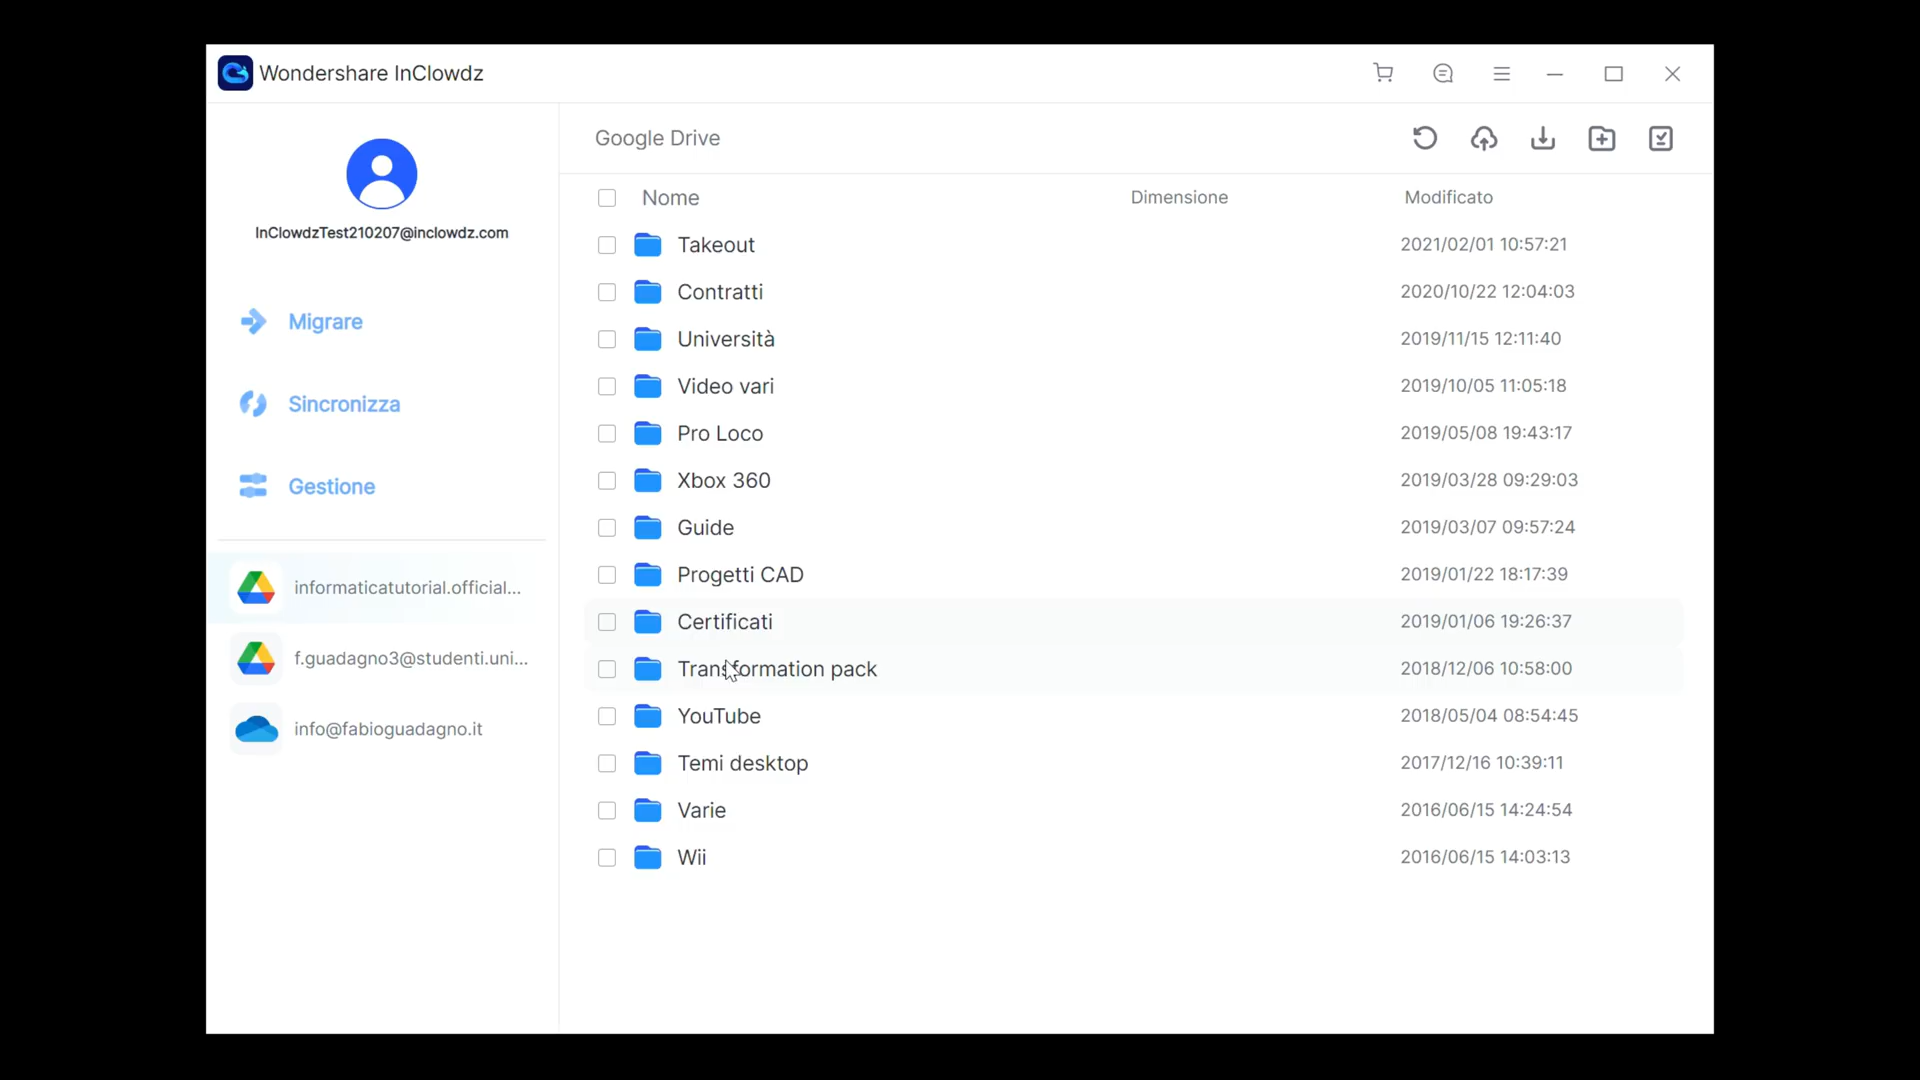 Wondershare InClowdz
InClowdzTest210207@inclowdz.com
Migrare
Sincronizza
Gestione
informaticatutorial.official...
f.guadagno3@studenti.uni...
info@fabioguadagno.it
Google Drive
Nome Dimensione Modificato
Takeout 2021/02/01 10:57:21
Contratti 2020/10/22 12:04:03
Università 2019/11/15 12:11:40
Video vari 2019/10/05 11:05:18
Pro Loco 2019/05/08 19:43:17
Xbox 360 2019/03/28 09:29:03
Guide 2019/03/07 09:57:24
Progetti CAD 2019/01/22 18:17:39
Certificati 2019/01/06 19:26:37
Transformation pack 2018/12/06 10:58:00
YouTube 2018/05/04 08:54:45
Temi desktop 2017/12/16 10:39:11
Varie 2016/06/15 14:24:54
Wii 2016/06/15 14:03:13